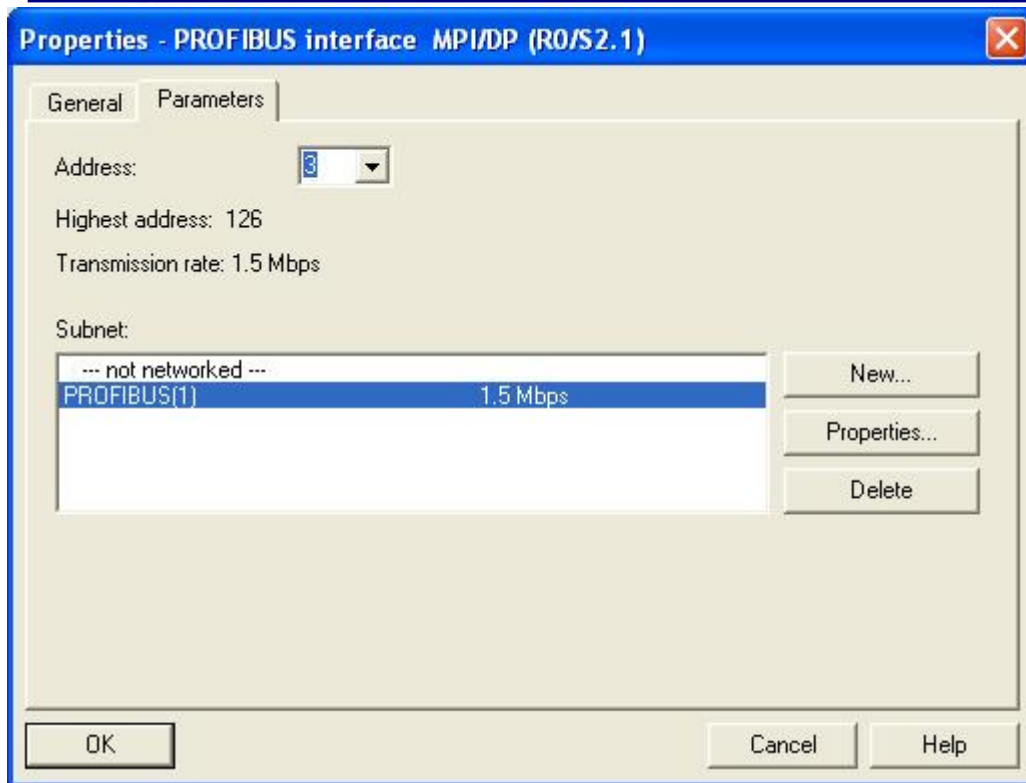 Properties - PROFIBUS interface MPI/DP (R0/S2.1)
General Parameters
Address: 3
Highest address: 126
Transmission rate: 1.5 Mbps
Subnet:
--- not networked ---
PROFIBUS(1) 1.5 Mbps
New...
Properties...
Delete
OK Cancel Help